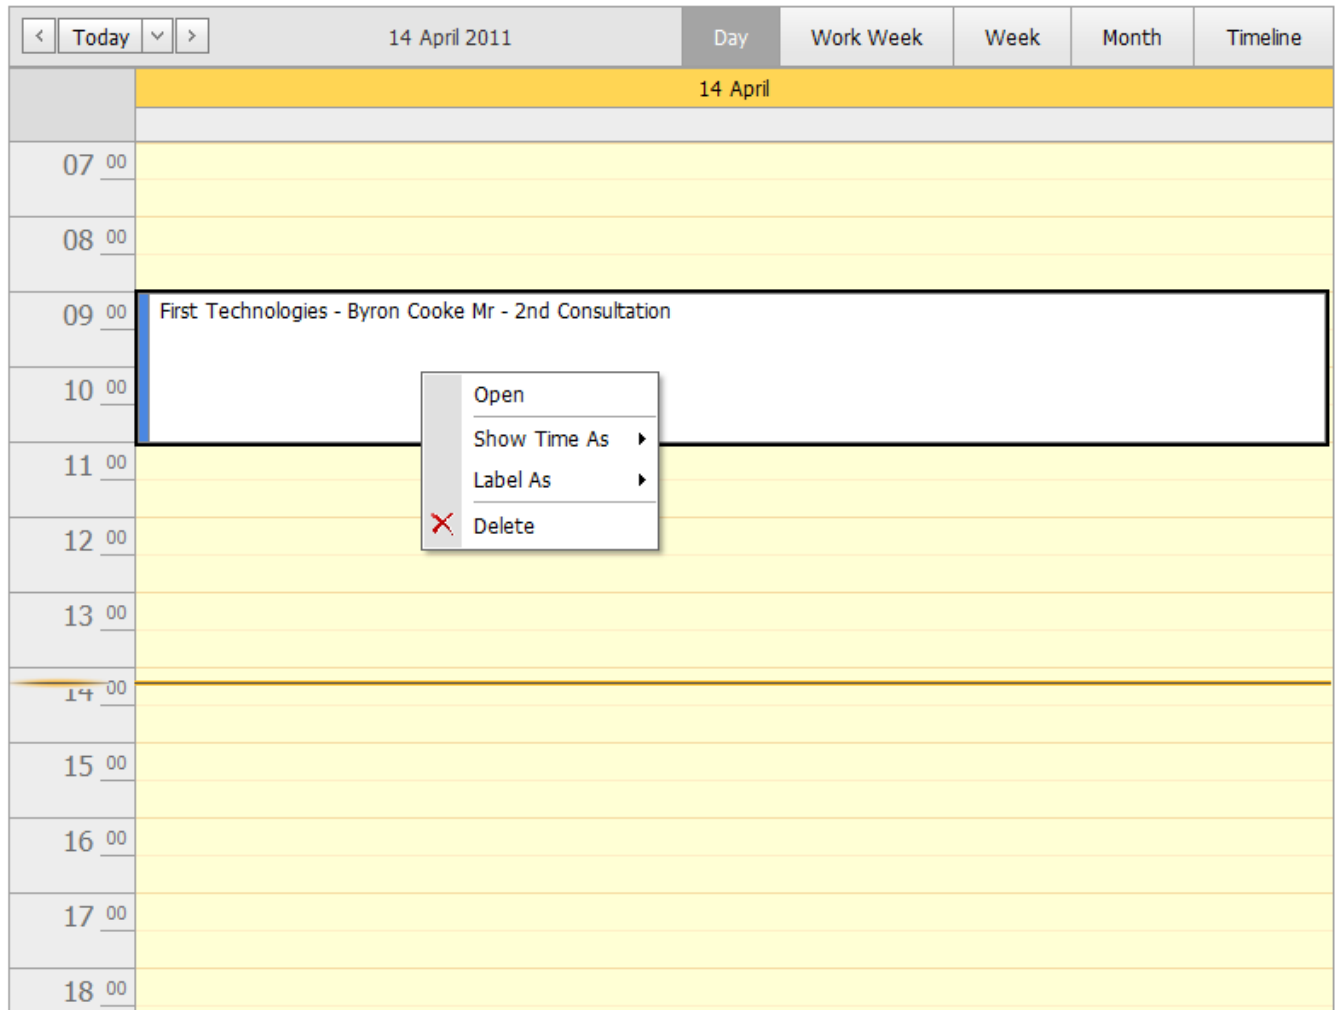 < Today > 14 April 2011 Day Work Week Week Month Timeline
14 April
07 00
08 00
09 00 First Technologies - Byron Cooke Mr - 2nd Consultation
10 00
Open
Show Time As
Label As
Delete
11 00
12 00
13 00
14 00
15 00
16 00
17 00
18 00